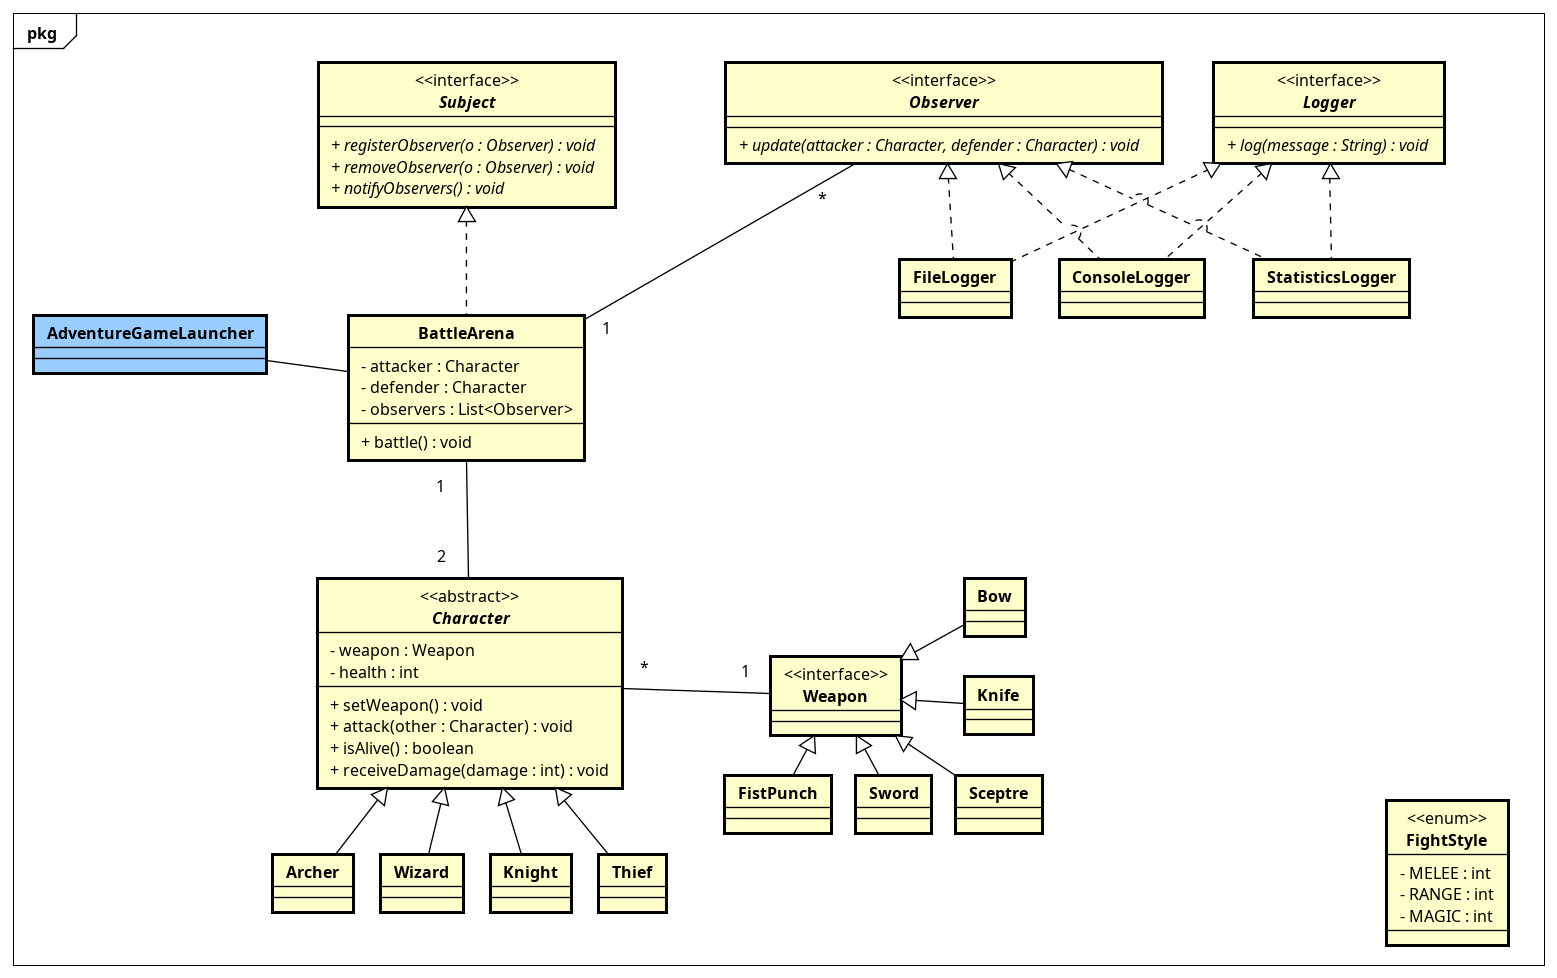 pkg
<<interface>>
Subject
+ registerObserver(o : Observer) : void
+ removeObserver(o : Observer) : void
+ notifyObservers() : void
<<interface>>
Observer
+ update(attacker : Character, defender : Character) : void
<<interface>>
Logger
+ log(message : String) : void
*
1
FileLogger
ConsoleLogger
StatisticsLogger
AdventureGameLauncher
BattleArena
- attacker : Character
- defender : Character
- observers : List<Observer>
+ battle() : void
1
2
<<abstract>>
Character
- weapon : Weapon
- health : int
+ setWeapon() : void
+ attack(other : Character) : void
+ isAlive() : boolean
+ receiveDamage(damage : int) : void
*
1
<<interface>>
Weapon
Bow
Knife
FistPunch
Sword
Sceptre
Archer
Wizard
Knight
Thief
<<enum>>
FightStyle
- MELEE : int
- RANGE : int
- MAGIC : int